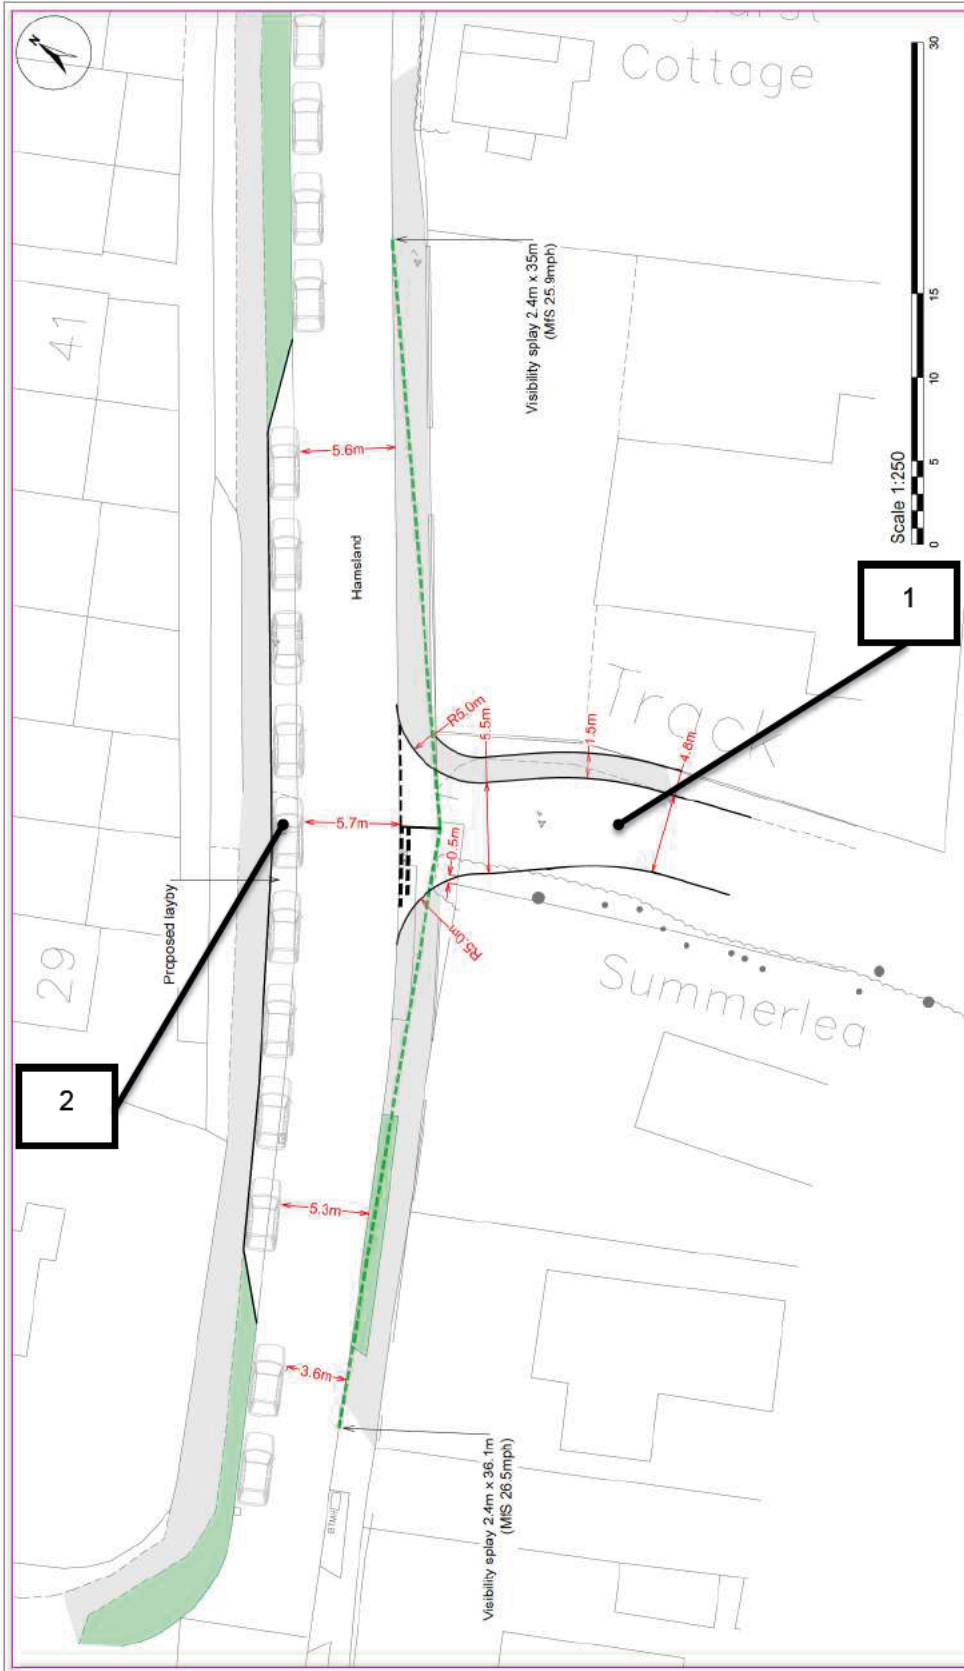 N
Cottage
30
15
10
5
0
Scale 1:250
41
Visibility splay 2.4m x 35m
(MfS 25.9mph)
5.6m
Hamsland
1
Track
R5.0m
5.5m
1.5m
4.8m
5.7m
0.5m
R5.0m
Proposed layby
29
Summerlea
2
5.3m
3.6m
Visibility splay 2.4m x 36.1m
(MfS 26.5mph)